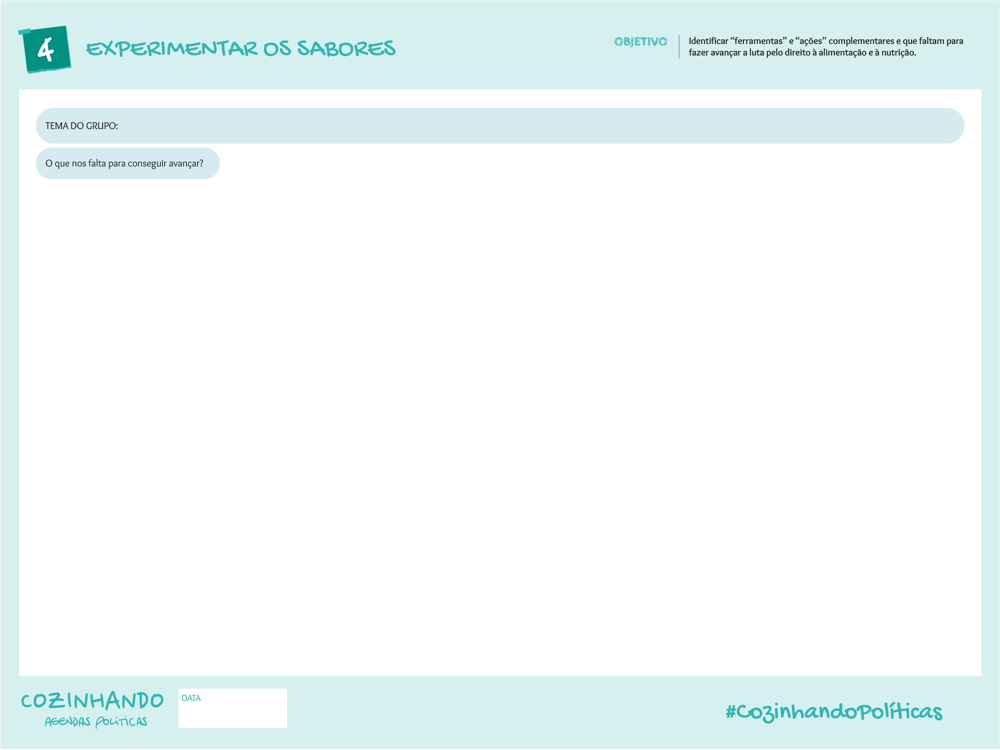 4
EXPERIMENTAR OS SABORES
OBJETIVO
Identificar “ferramentas” e “ações” complementares e que faltam para
fazer avançar a luta pelo direito à alimentação e à nutrição.
TEMA DO GRUPO:
O que nos falta para conseguir avançar?
COZINHANDO
AGENDAS POLÍTICAS
DATA
#CozinhandoPolíticas